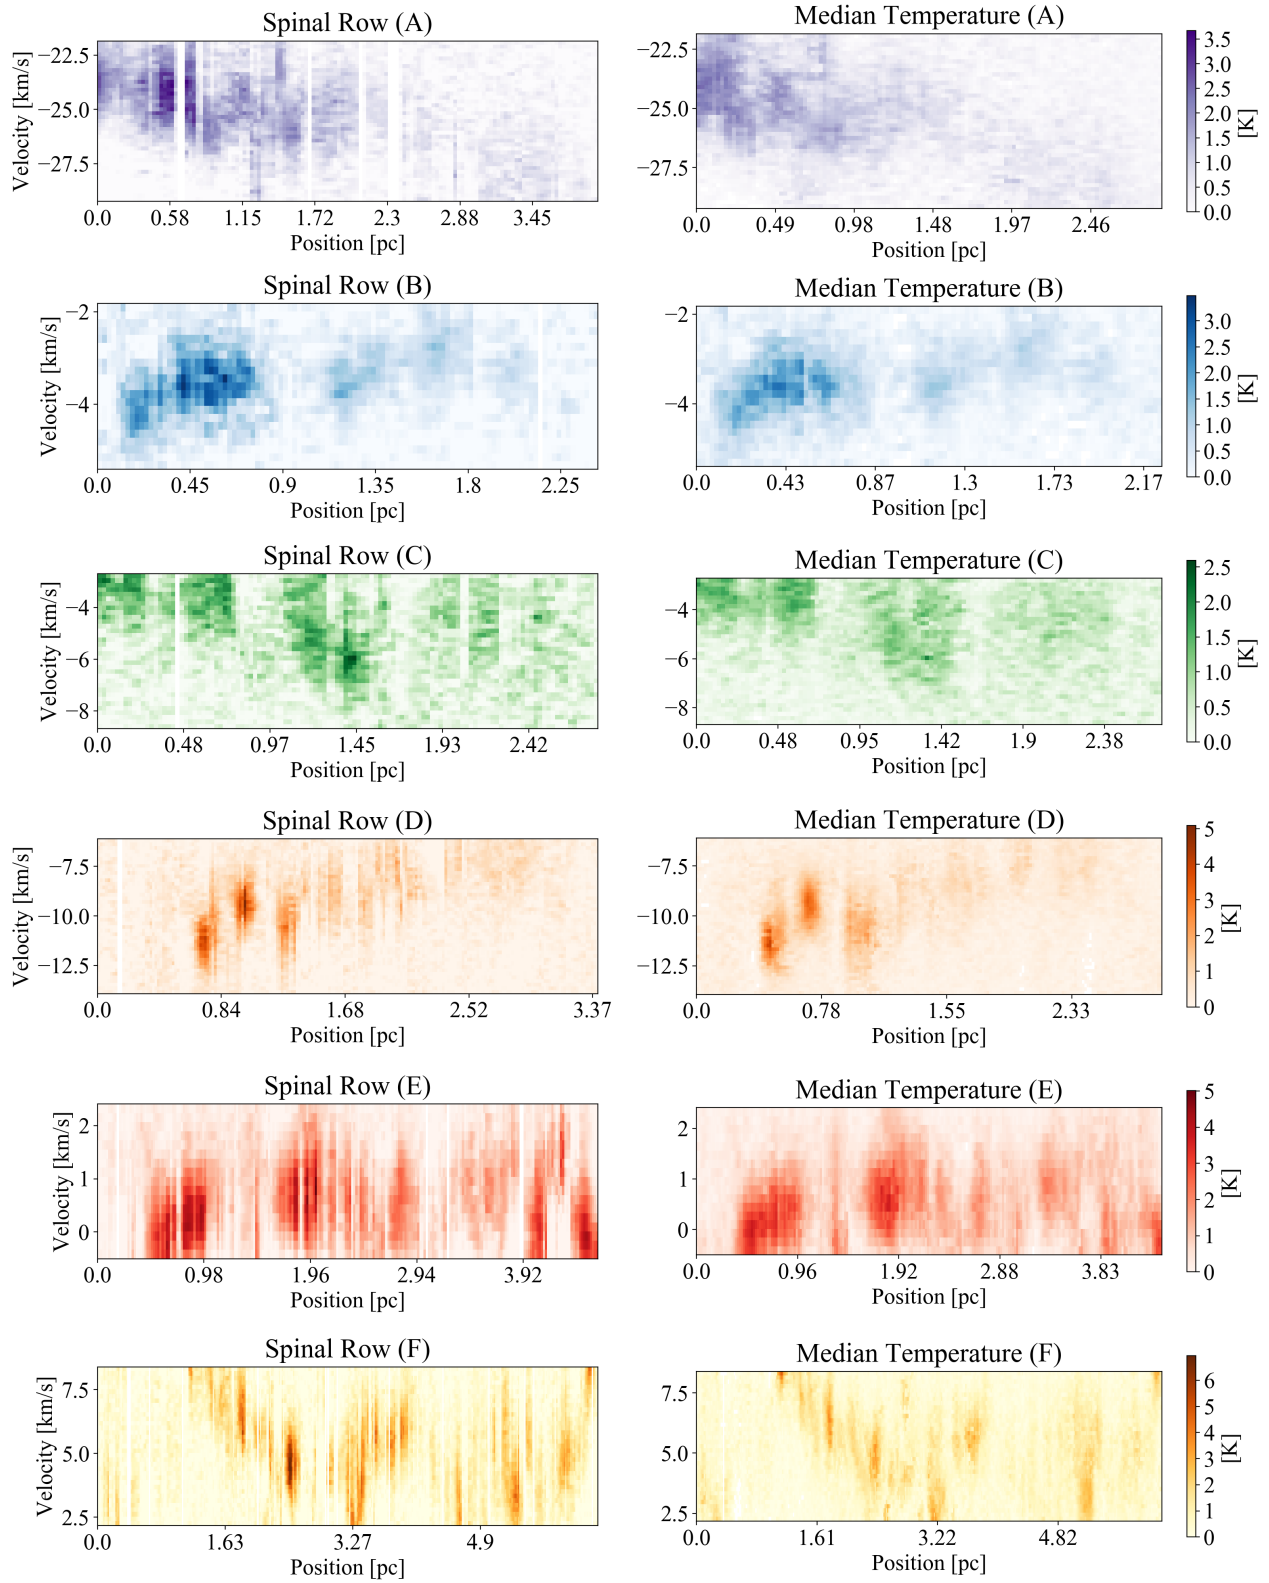 Spinal Row (A)
Median Temperature (A)
Velocity [km/s]
−22.5
−25.0
−27.5
0.0 0.58 1.15 1.72 2.3 2.88 3.45
Position [pc]
−22.5
−25.0
−27.5
0.0 0.49 0.98 1.48 1.97 2.46
Position [pc]
3.5
3.0
2.5
2.0
1.5
1.0
0.5
0.0
[K]
Spinal Row (B)
Median Temperature (B)
Velocity [km/s]
−2
−4
0.0 0.45 0.9 1.35 1.8 2.25
Position [pc]
−2
−4
0.0 0.43 0.87 1.3 1.73 2.17
Position [pc]
3.0
2.5
2.0
1.5
1.0
0.5
0.0
[K]
Spinal Row (C)
Median Temperature (C)
Velocity [km/s]
−4
−6
−8
0.0 0.48 0.97 1.45 1.93 2.42
Position [pc]
−4
−6
−8
0.0 0.48 0.95 1.42 1.9 2.38
Position [pc]
2.5
2.0
1.5
1.0
0.5
0.0
[K]
Spinal Row (D)
Median Temperature (D)
Velocity [km/s]
−7.5
−10.0
−12.5
0.0 0.84 1.68 2.52 3.37
Position [pc]
−7.5
−10.0
−12.5
0.0 0.78 1.55 2.33
Position [pc]
5
4
3
2
1
0
[K]
Spinal Row (E)
Median Temperature (E)
Velocity [km/s]
2
1
0
0.0 0.98 1.96 2.94 3.92
Position [pc]
2
1
0
0.0 0.96 1.92 2.88 3.83
Position [pc]
5
4
3
2
1
0
[K]
Spinal Row (F)
Median Temperature (F)
Velocity [km/s]
7.5
5.0
2.5
0.0 1.63 3.27 4.9
Position [pc]
7.5
5.0
2.5
0.0 1.61 3.22 4.82
Position [pc]
6
5
4
3
2
1
0
[K]